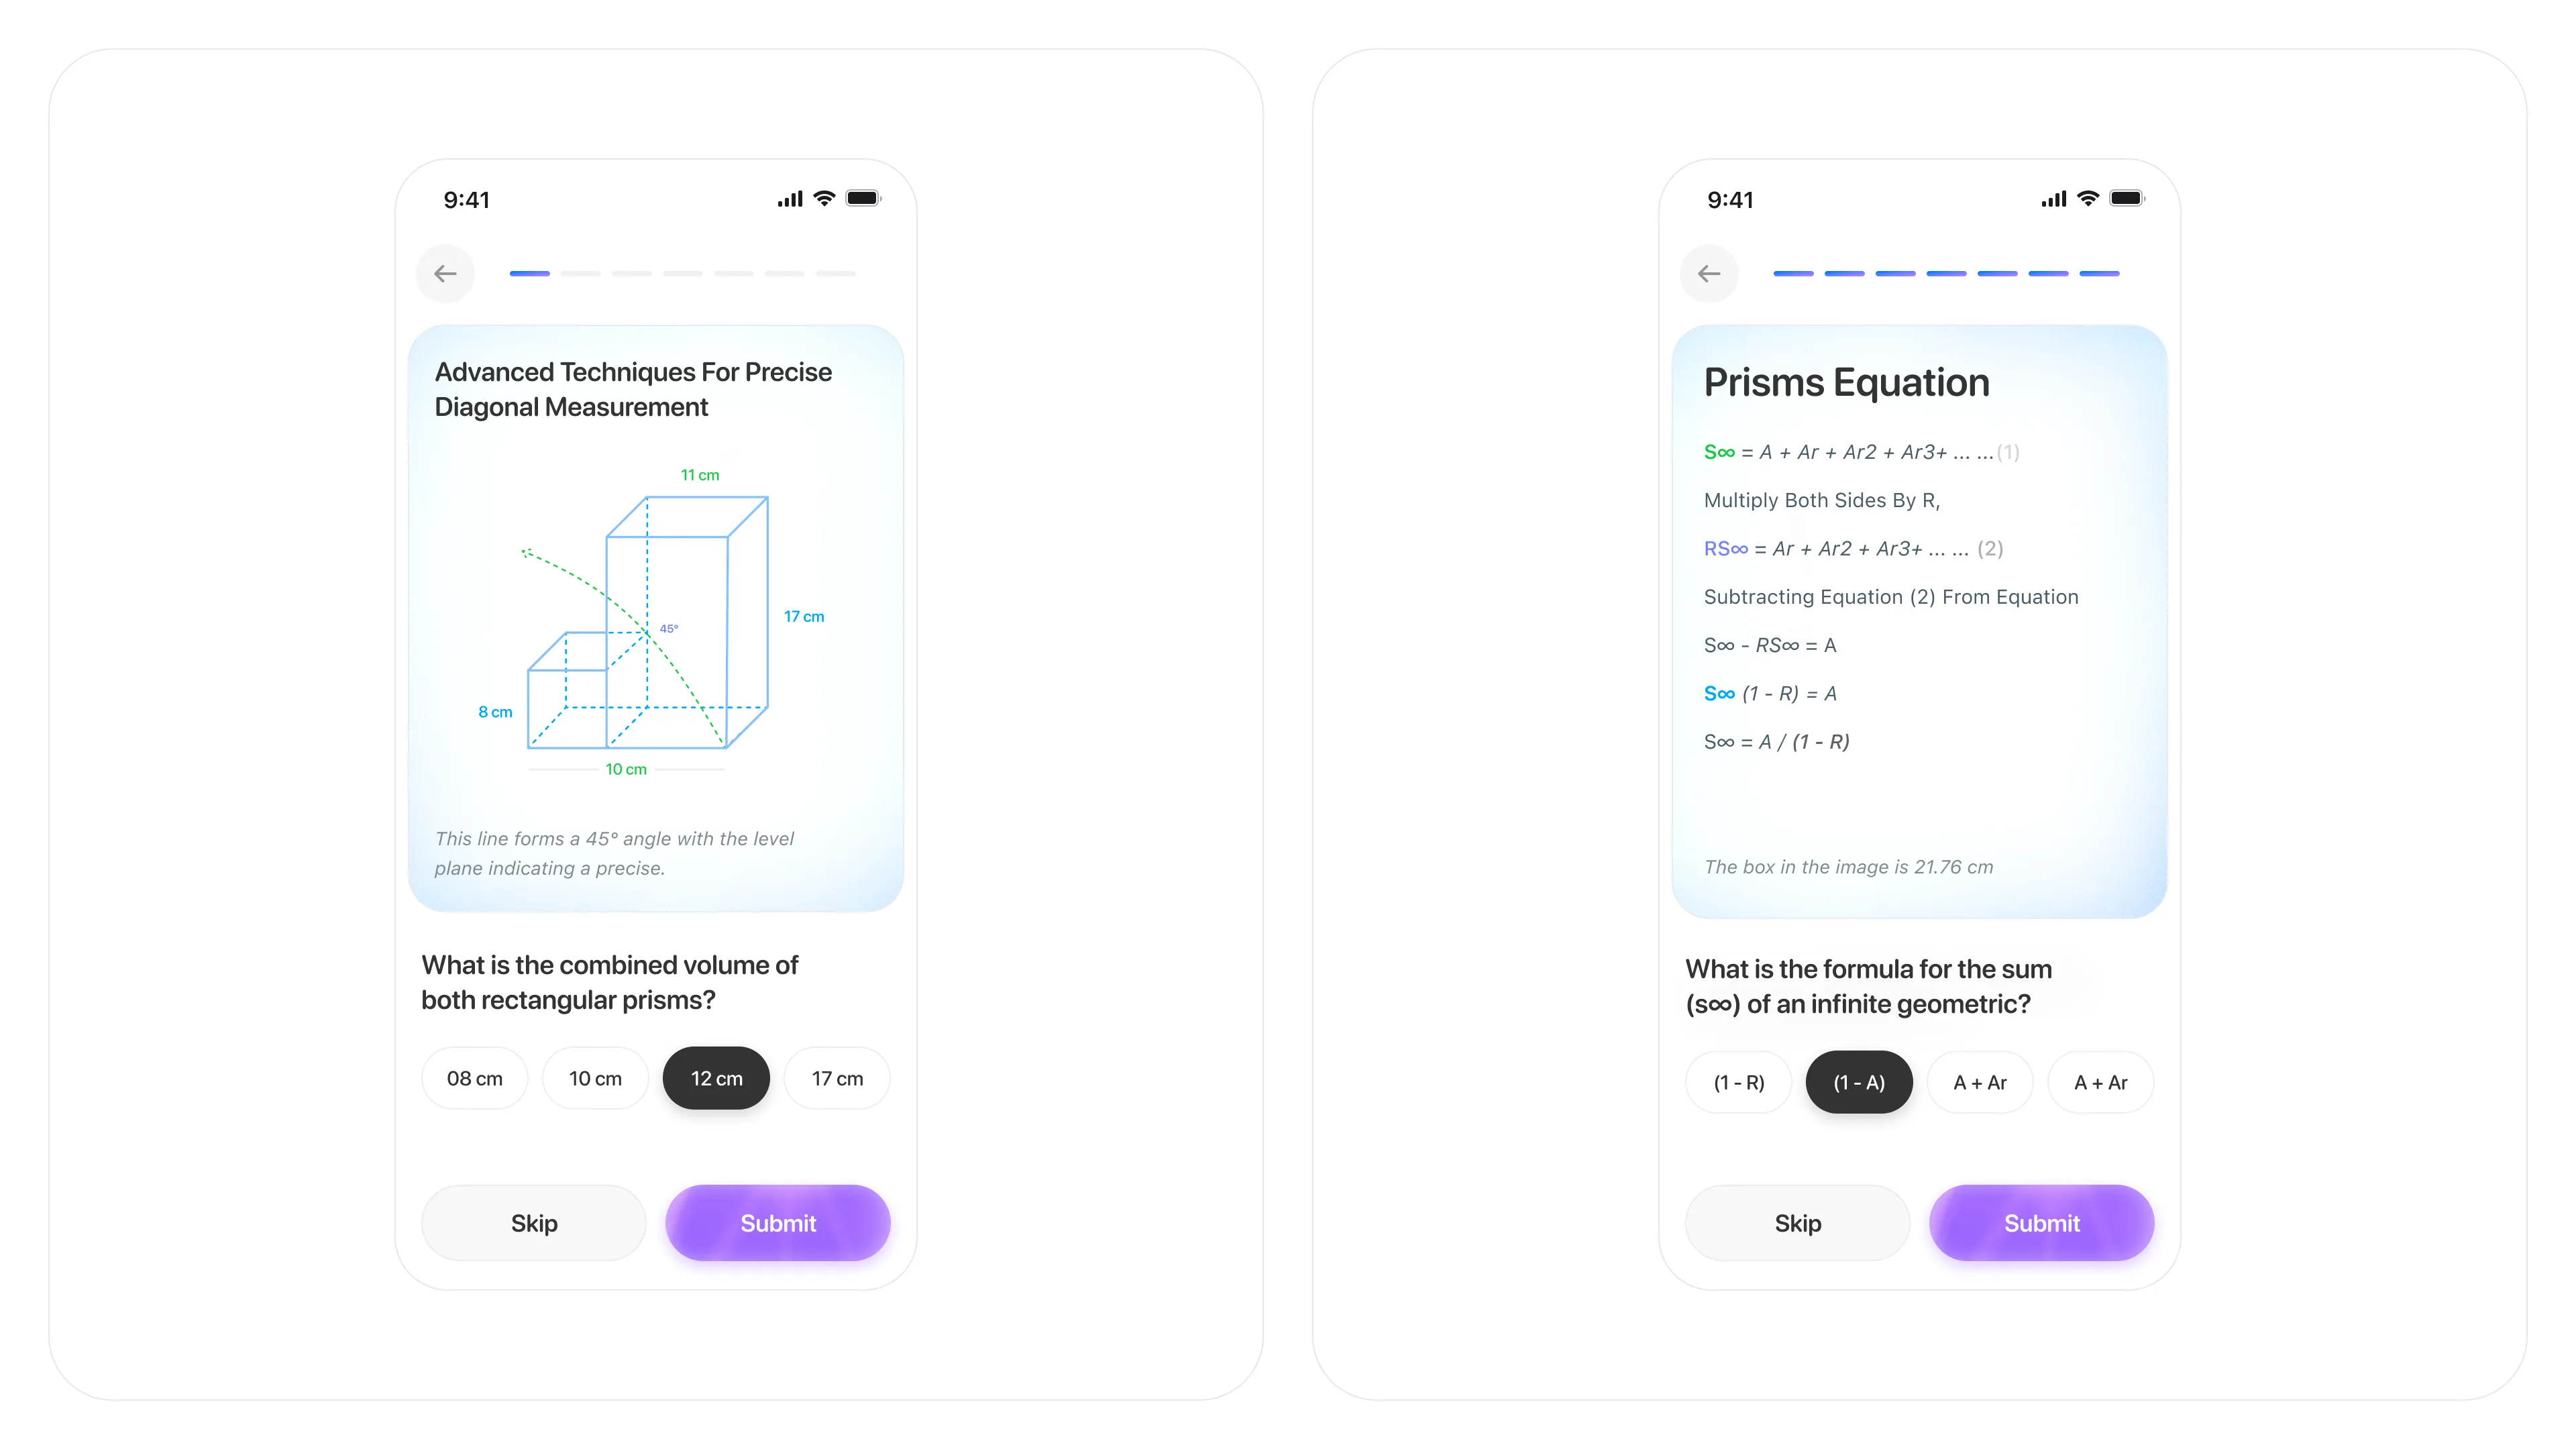 9:41
Advanced Techniques For Precise
Diagonal Measurement
11 cm
45°
17 cm
8 cm
10 cm
This line forms a 45° angle with the level
plane indicating a precise.
What is the combined volume of
both rectangular prisms?
08 cm
10 cm
12 cm
17 cm
Skip
Submit
9:41
Prisms Equation
S∞ = A + Ar + Ar2 + Ar3+ ... ...(1)
Multiply Both Sides By R,
RS∞ = Ar + Ar2 + Ar3+ ... ... (2)
Subtracting Equation (2) From Equation
S∞ - RS∞ = A
S∞ (1 - R) = A
S∞ = A / (1 - R)
The box in the image is 21.76 cm
What is the formula for the sum
(s∞) of an infinite geometric?
(1 - R)
(1 - A)
A + Ar
A + Ar
Skip
Submit